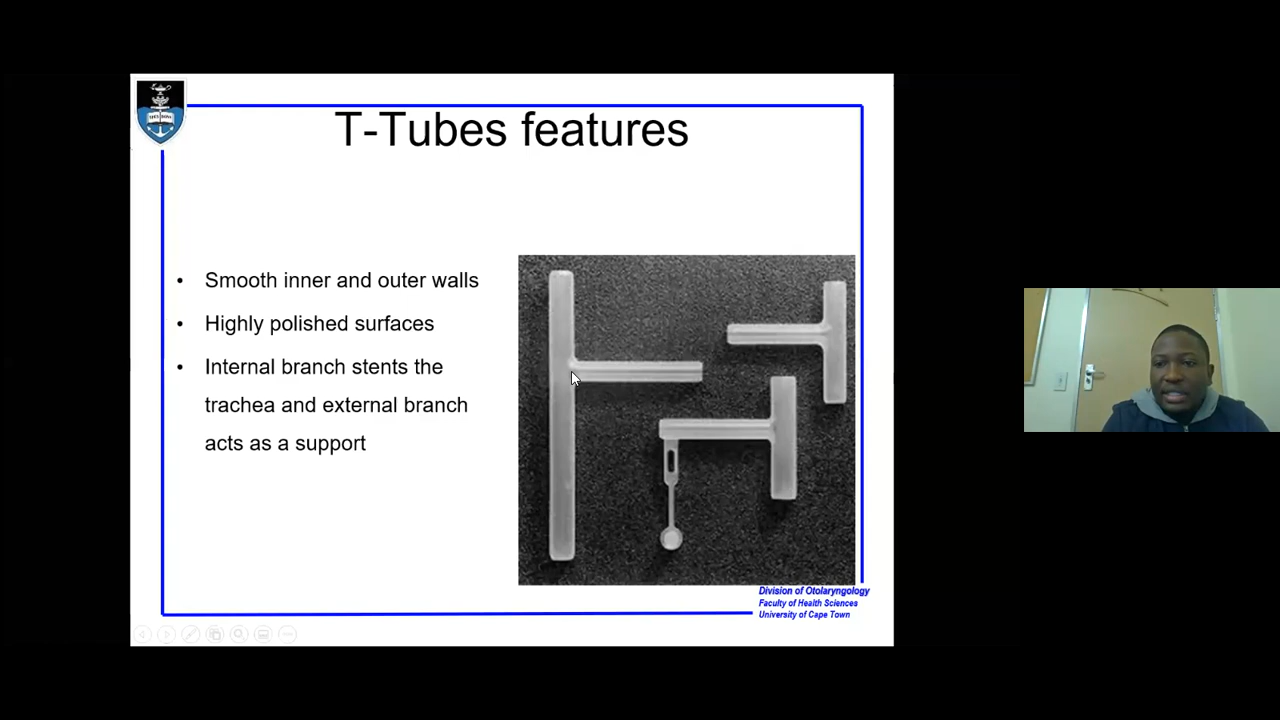 T-Tubes features
• Smooth inner and outer walls
• Highly polished surfaces
• Internal branch stents the
trachea and external branch
acts as a support
Division of Otolaryngology
Faculty of Health Sciences
University of Cape Town